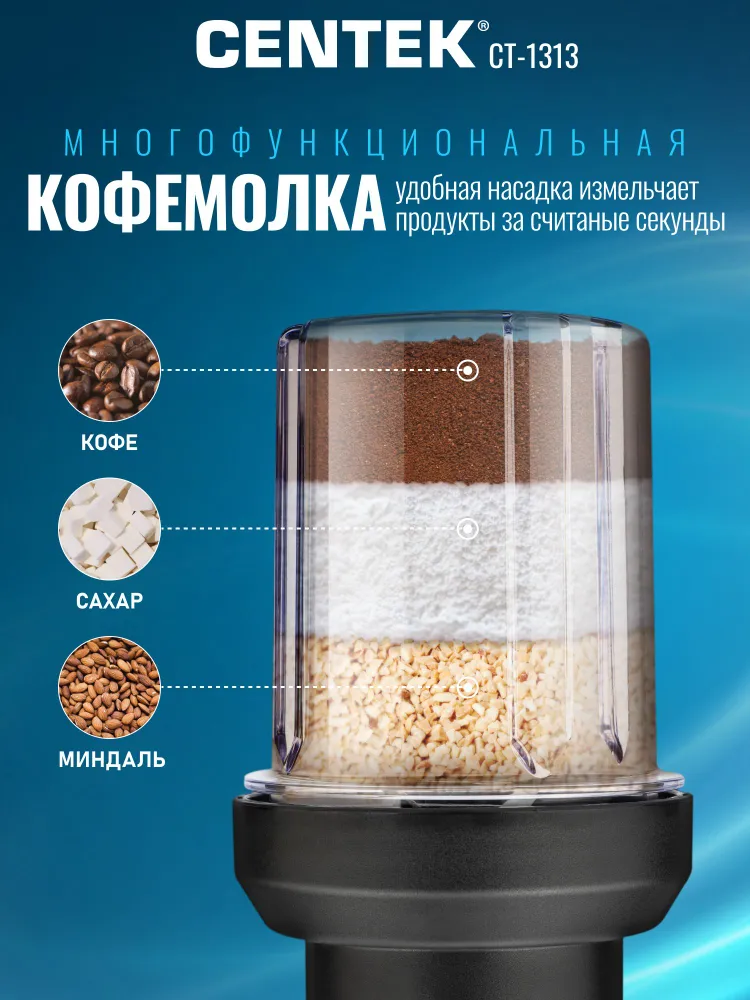 CENTEK® CT-1313
МНОГОФУНКЦИОНАЛЬНАЯ
КОФЕМОЛКА
удобная насадка измельчает
продукты за считаные секунды
КОФЕ
САХАР
МИНДАЛЬ